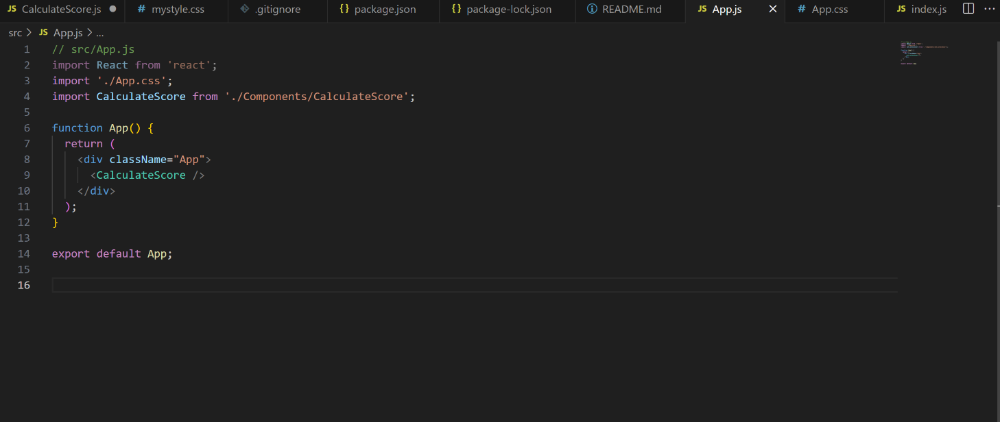 JS CalculateScore.js # mystyle.css .gitignore {} package.json {} package-lock.json README.md JS App.js # App.css JS index.js
src > JS App.js > ...
1 // src/App.js
2 import React from 'react';
3 import './App.css';
4 import CalculateScore from './Components/CalculateScore';
5
6 function App() {
7   return (
8     <div className="App">
9       <CalculateScore />
10     </div>
11   );
12 }
13
14 export default App;
15
16